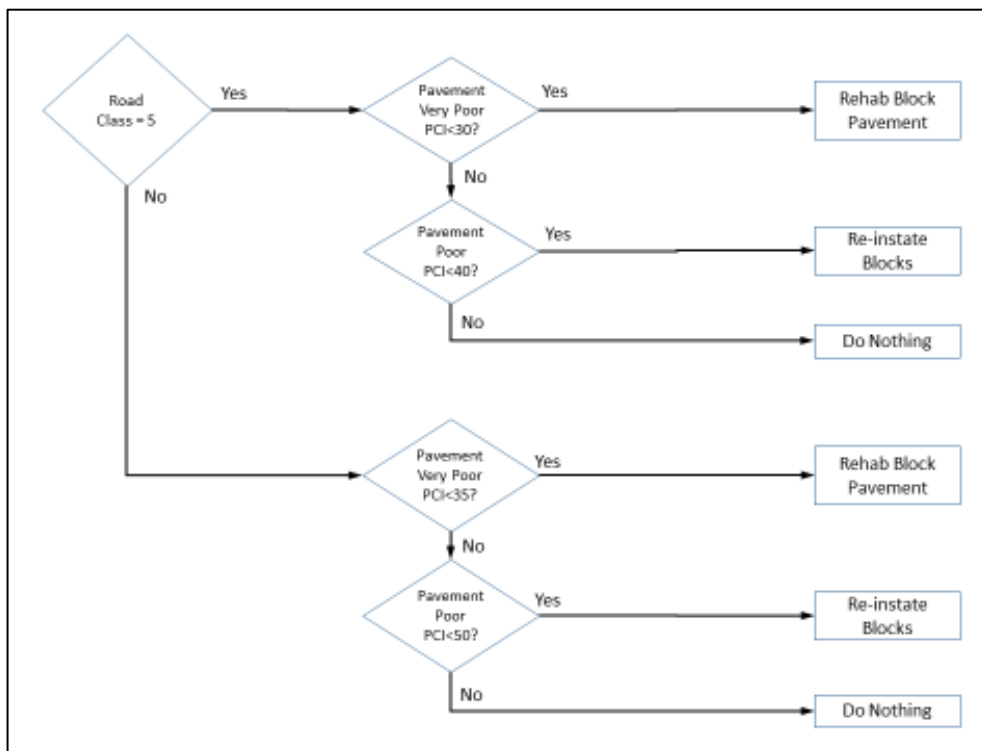 Road
Class = 5
Yes
No
Pavement
Very Poor
PCI<30?
Yes
No
Rehab Block
Pavement
Pavement
Poor
PCI<40?
Yes
No
Re-instate
Blocks
Do Nothing
Pavement
Very Poor
PCI<35?
Yes
No
Rehab Block
Pavement
Pavement
Poor
PCI<50?
Yes
No
Re-instate
Blocks
Do Nothing